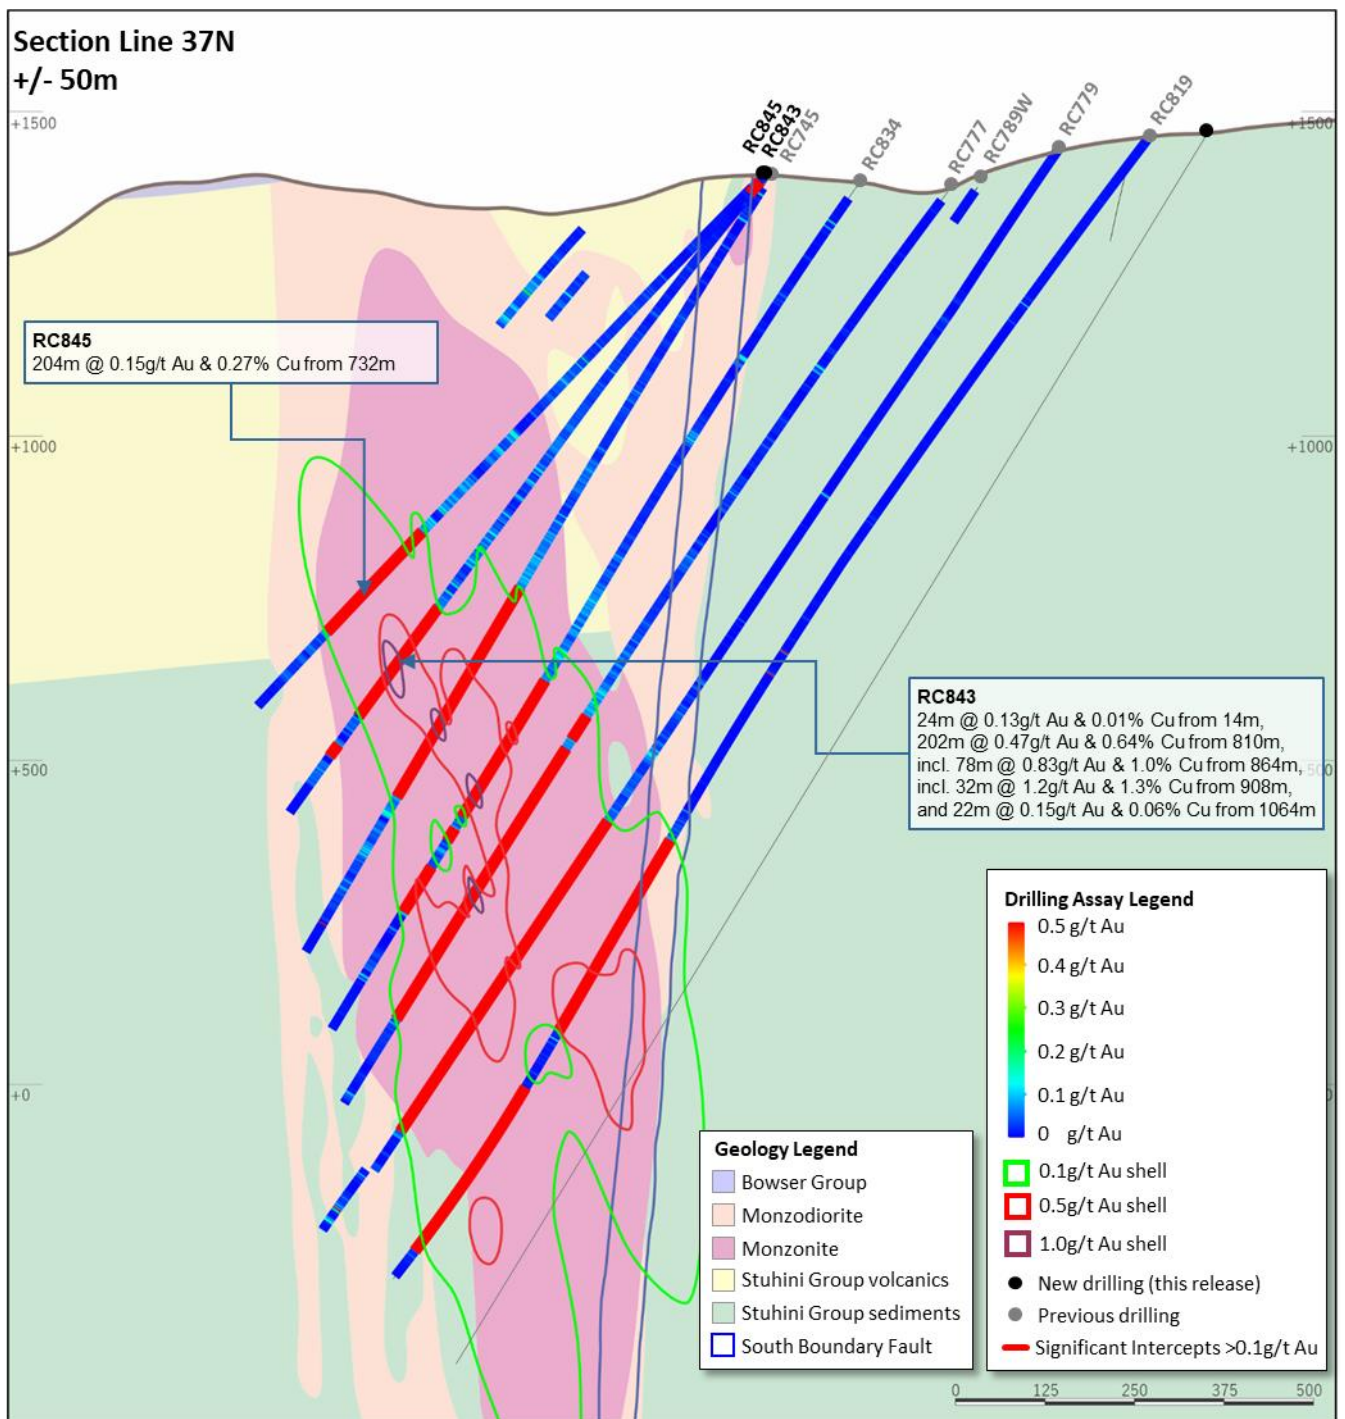 Section Line 37N
+/- 50m
RC845
RC843
RC745
RC834
RC777
RC789W
RC779
RC819
+1500
+1500
RC845
204m @ 0.15g/t Au & 0.27% Cu from 732m
+1000
+1000
RC843
24m @ 0.13g/t Au & 0.01% Cu from 14m,
202m @ 0.47g/t Au & 0.64% Cu from 810m,
incl. 78m @ 0.83g/t Au & 1.0% Cu from 864m,
incl. 32m @ 1.2g/t Au & 1.3% Cu from 908m,
and 22m @ 0.15g/t Au & 0.06% Cu from 1064m
+500
500
Drilling Assay Legend
0.5 g/t Au
0.4 g/t Au
0.3 g/t Au
0.2 g/t Au
0.1 g/t Au
0 g/t Au
0.1g/t Au shell
0.5g/t Au shell
1.0g/t Au shell
New drilling (this release)
Previous drilling
Significant Intercepts >0.1g/t Au
+0
0
Geology Legend
Bowser Group
Monzodiorite
Monzonite
Stuhini Group volcanics
Stuhini Group sediments
South Boundary Fault
0 125 250 375 500